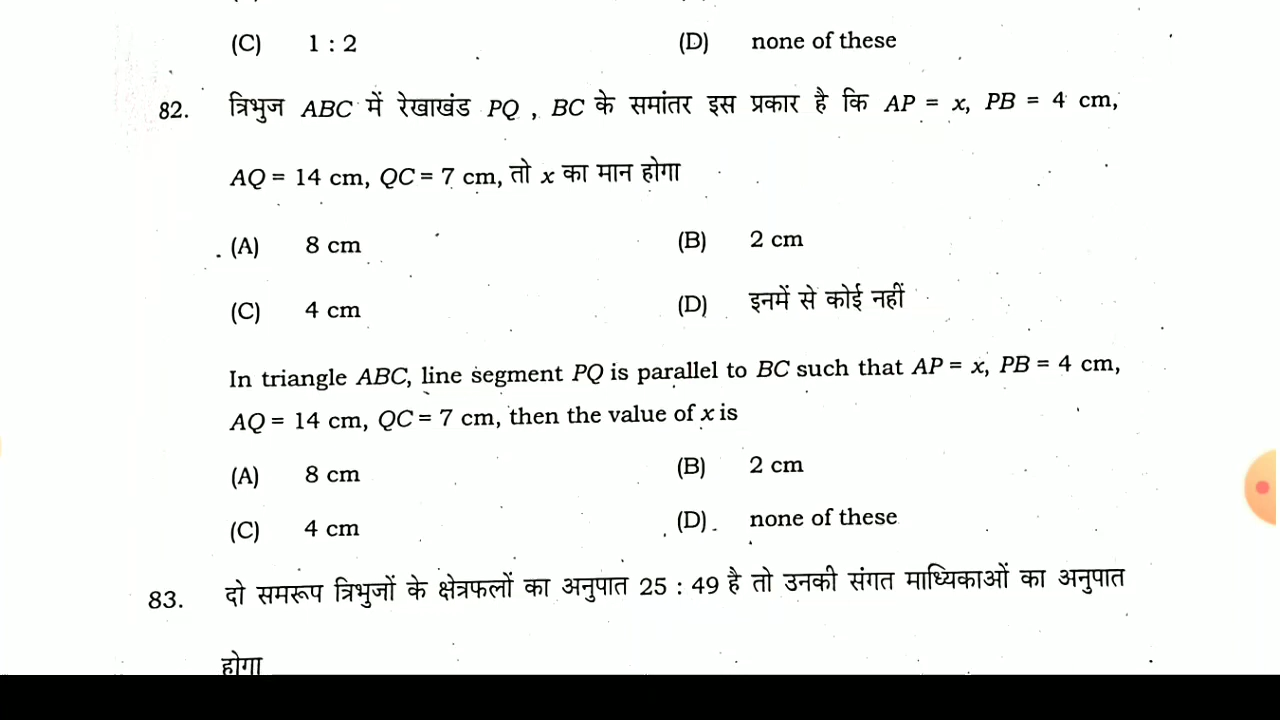 (C) 1 : 2 (D) none of these
82. त्रिभुज ABC में रेखाखंड PQ , BC के समांतर इस प्रकार है कि AP = x, PB = 4 cm,
AQ = 14 cm, QC = 7 cm, तो x का मान होगा
(A) 8 cm (B) 2 cm
(C) 4 cm (D) इनमें से कोई नहीं
In triangle ABC, line segment PQ is parallel to BC such that AP = x, PB = 4 cm,
AQ = 14 cm, QC = 7 cm, then the value of x is
(A) 8 cm (B) 2 cm
(C) 4 cm (D) none of these
83. दो समरूप त्रिभुजों के क्षेत्रफलों का अनुपात 25 : 49 है तो उनकी संगत माध्यिकाओं का अनुपात
होगा